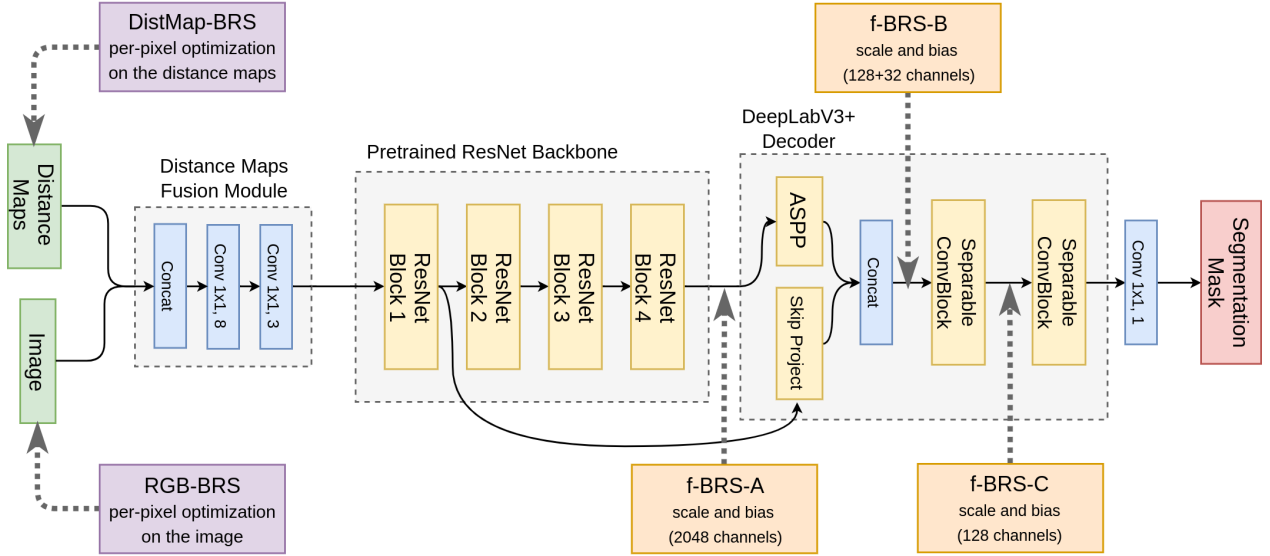 DistMap-BRS
per-pixel optimization
on the distance maps
f-BRS-B
scale and bias
(128+32 channels)
Distance
Maps
Image
Distance Maps
Fusion Module
Concat
Conv 1x1, 8
Conv 1x1, 3
Pretrained ResNet Backbone
ResNet
Block 1
ResNet
Block 2
ResNet
Block 3
ResNet
Block 4
DeepLabV3+
Decoder
ASPP
Skip Project
Concat
Separable
ConvBlock
Separable
ConvBlock
Conv 1x1, 1
Segmentation
Mask
RGB-BRS
per-pixel optimization
on the image
f-BRS-A
scale and bias
(2048 channels)
f-BRS-C
scale and bias
(128 channels)